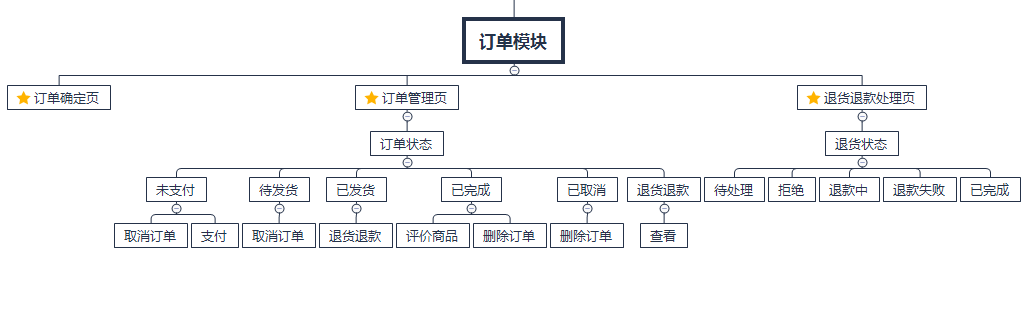 订单模块
订单确定页
订单管理页
退货退款处理页
订单状态
退货状态
未支付
待发货
已发货
已完成
已取消
退货退款
待处理
拒绝
退款中
退款失败
已完成
取消订单
支付
取消订单
退货退款
评价商品
删除订单
删除订单
查看